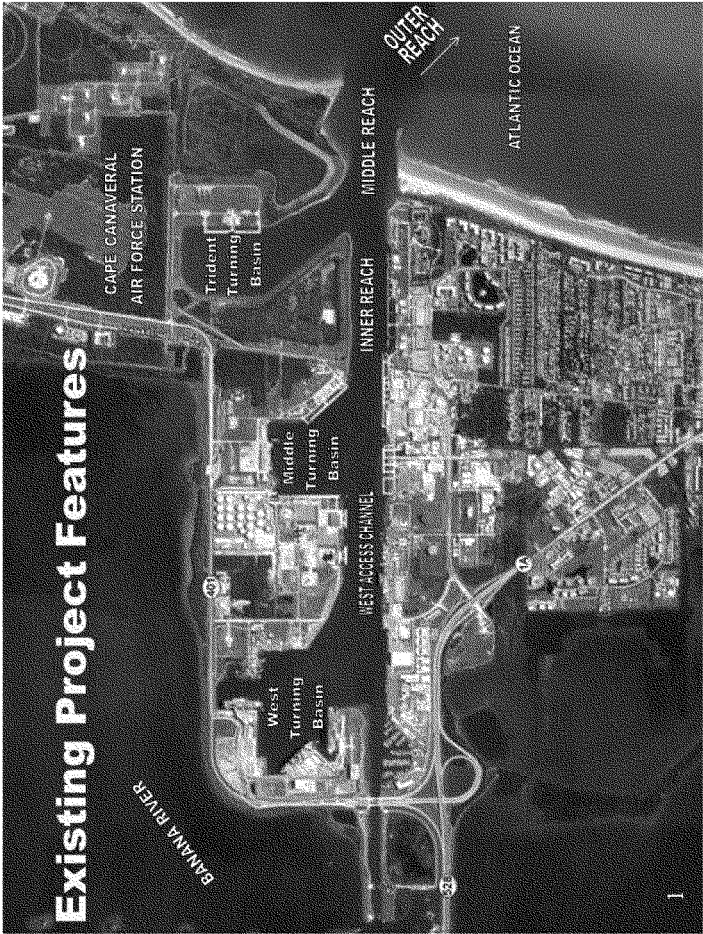 Existing Project Features
BANANA RIVER
401
CAPE CANAVERAL
AIR FORCE STATION
West
Turning
Basin
Middle
Turning
Basin
Trident
Turning
Basin
WEST ACCESS CHANNEL
INNER REACH
MIDDLE REACH
OUTER
REACH
ATLANTIC OCEAN
1